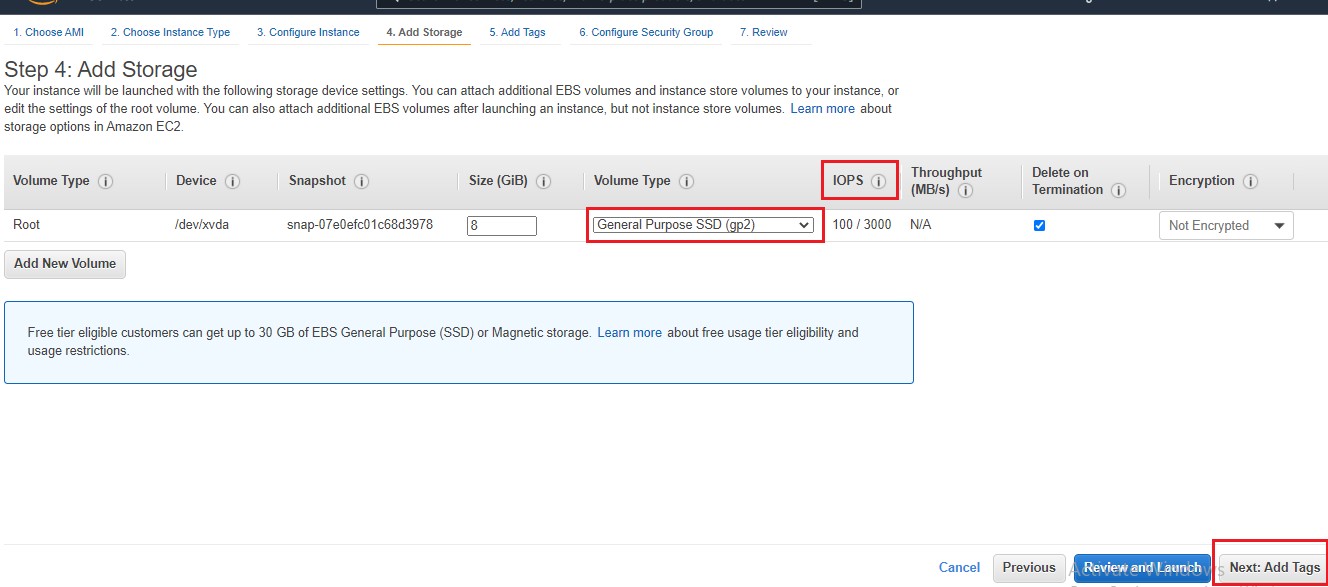 1. Choose AMI 2. Choose Instance Type 3. Configure Instance 4. Add Storage 5. Add Tags 6. Configure Security Group 7. Review
Step 4: Add Storage
Your instance will be launched with the following storage device settings. You can attach additional EBS volumes and instance store volumes to your instance, or
edit the settings of the root volume. You can also attach additional EBS volumes after launching an instance, but not instance store volumes. Learn more about
storage options in Amazon EC2.
Volume Type Device Snapshot Size (GiB) Volume Type IOPS Throughput (MB/s) Delete on Termination Encryption
Root /dev/xvda snap-07e0efc01c68d3978 8 General Purpose SSD (gp2) 100 / 3000 N/A Not Encrypted
Add New Volume
Free tier eligible customers can get up to 30 GB of EBS General Purpose (SSD) or Magnetic storage. Learn more about free usage tier eligibility and
usage restrictions.
Cancel Previous Review and Launch Next: Add Tags
Activate Windows